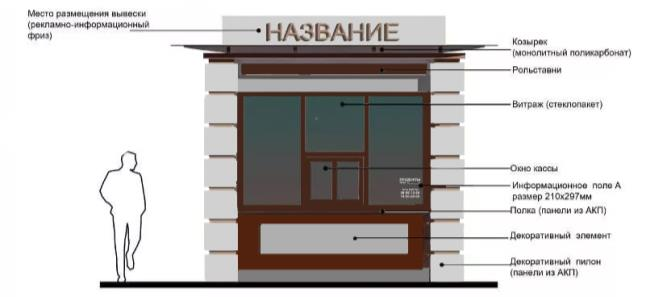 Место размещения вывески
(рекламно-информационный
фриз)
НАЗВАНИЕ
Козырек
(монолитный поликарбонат)
Рольставни
Витраж (стеклопакет)
Окно кассы
Информационное поле А
размер 210х297мм
Полка (панели из АКП)
Декоративный элемент
Декоративный пилон
(панели из АКП)